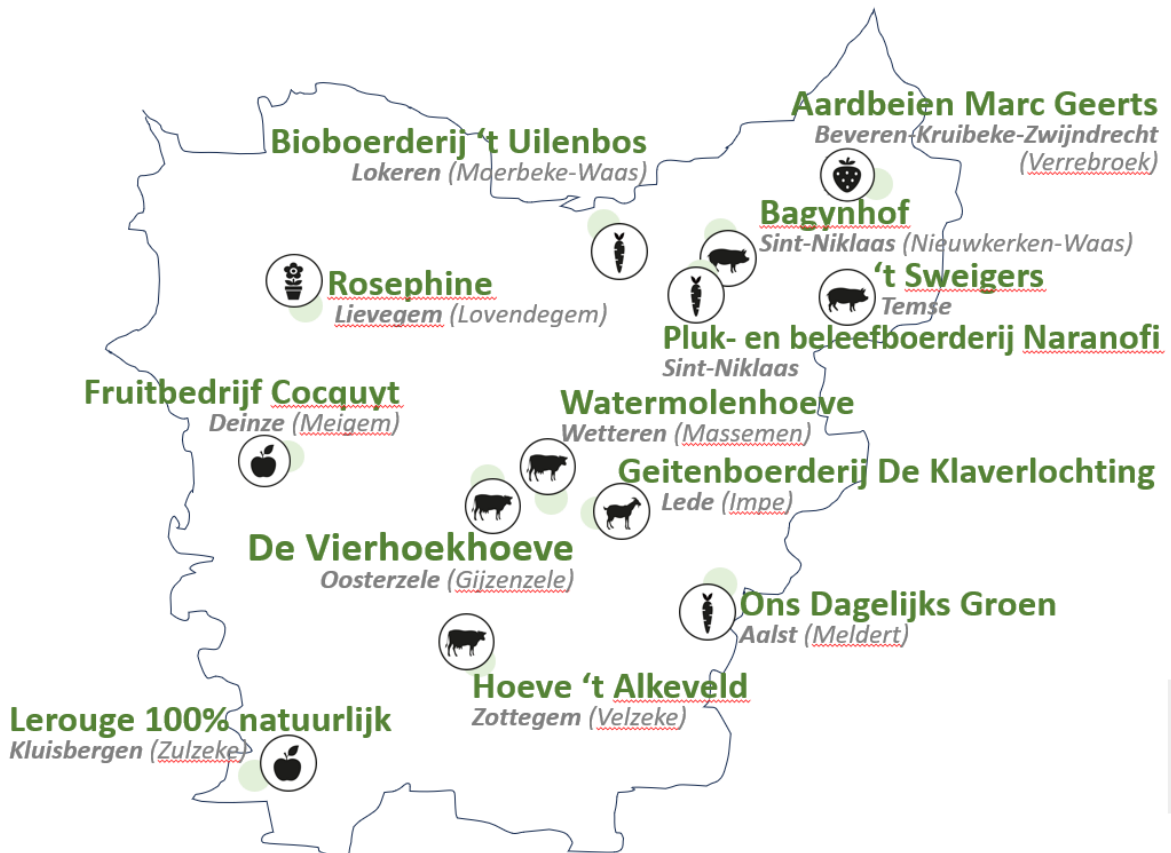 Aardbeien Marc Geerts
Beveren-Kruibeke-Zwijndrecht
(Verrebroek)
Bioboerderij ‘t Uilenbos
Lokeren (Moerbeke-Waas)
Bagynhof
Sint-Niklaas (Nieuwkerken-Waas)
‘t Sweigers
Temse
Rosephine
Lievegem (Lovendegem)
Pluk- en beleefboerderij Naranofi
Sint-Niklaas
Fruitbedrijf Cocquyt
Deinze (Meigem)
Watermolenhoeve
Wetteren (Massemen)
Geitenboerderij De Klaverlochting
Lede (Impe)
De Vierhoekhoeve
Oosterzele (Gijzenzele)
Ons Dagelijks Groen
Aalst (Meldert)
Hoeve ‘t Alkeveld
Zottegem (Velzeke)
Lerouge 100% natuurlijk
Kluisbergen (Zulzeke)